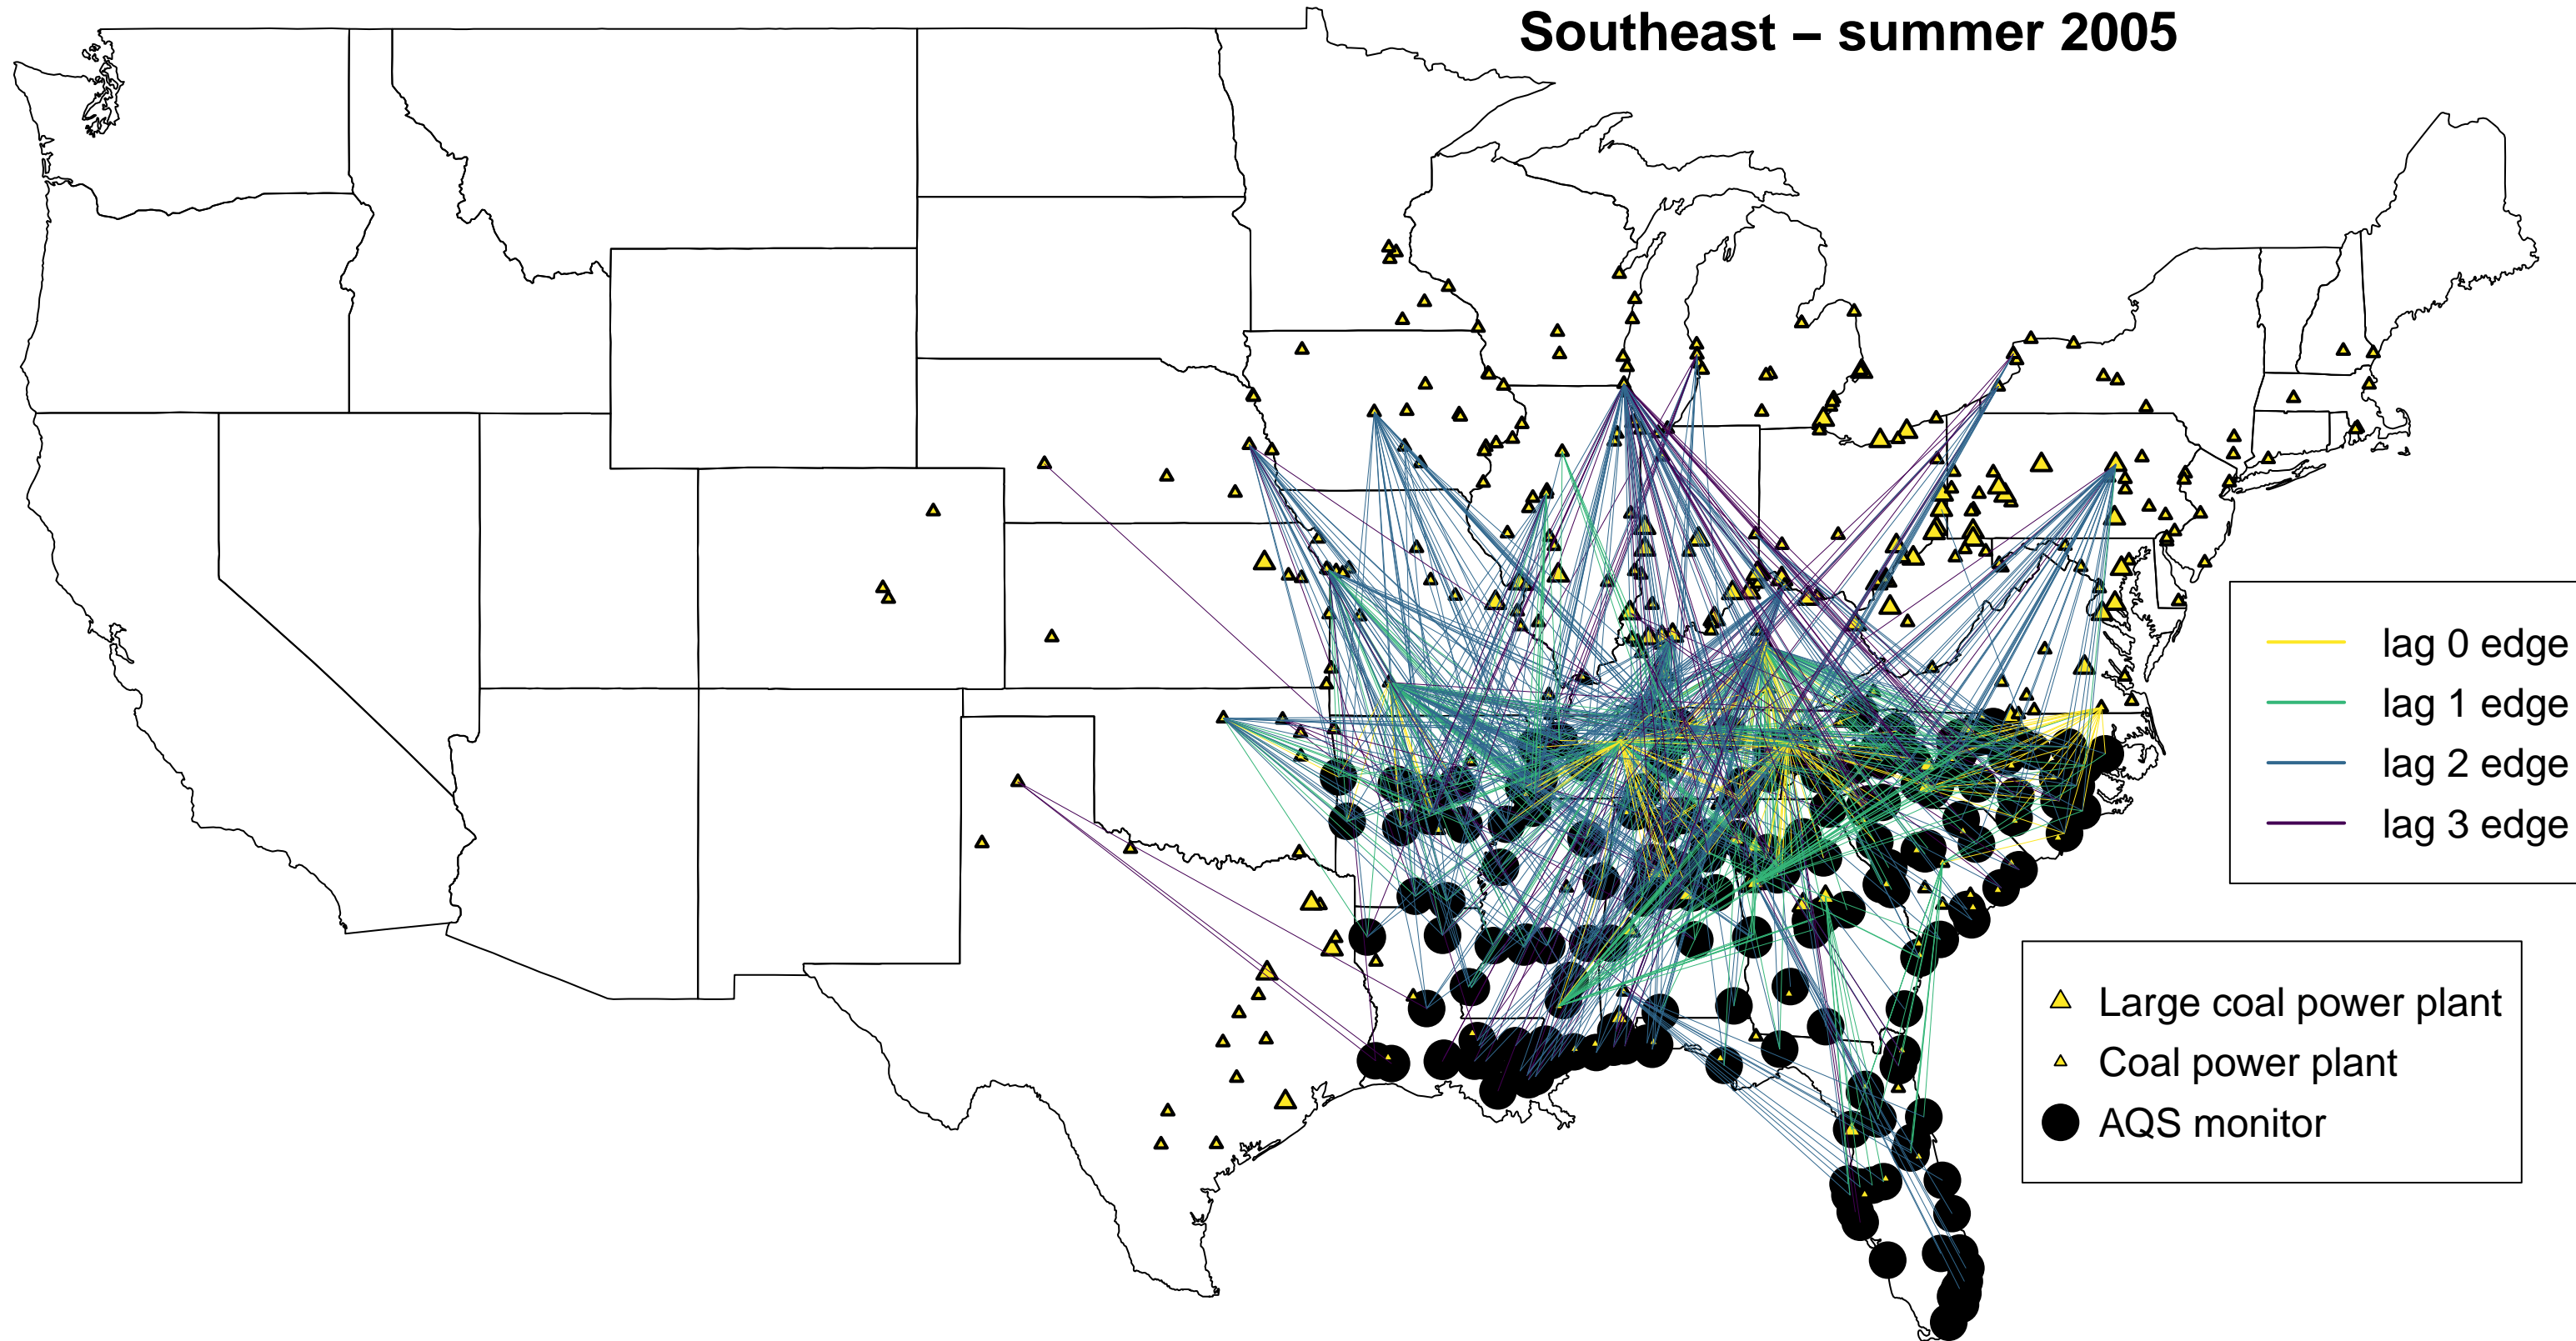 Southeast – summer 2005
lag 0 edge
lag 1 edge
lag 2 edge
lag 3 edge
Large coal power plant
Coal power plant
AQS monitor